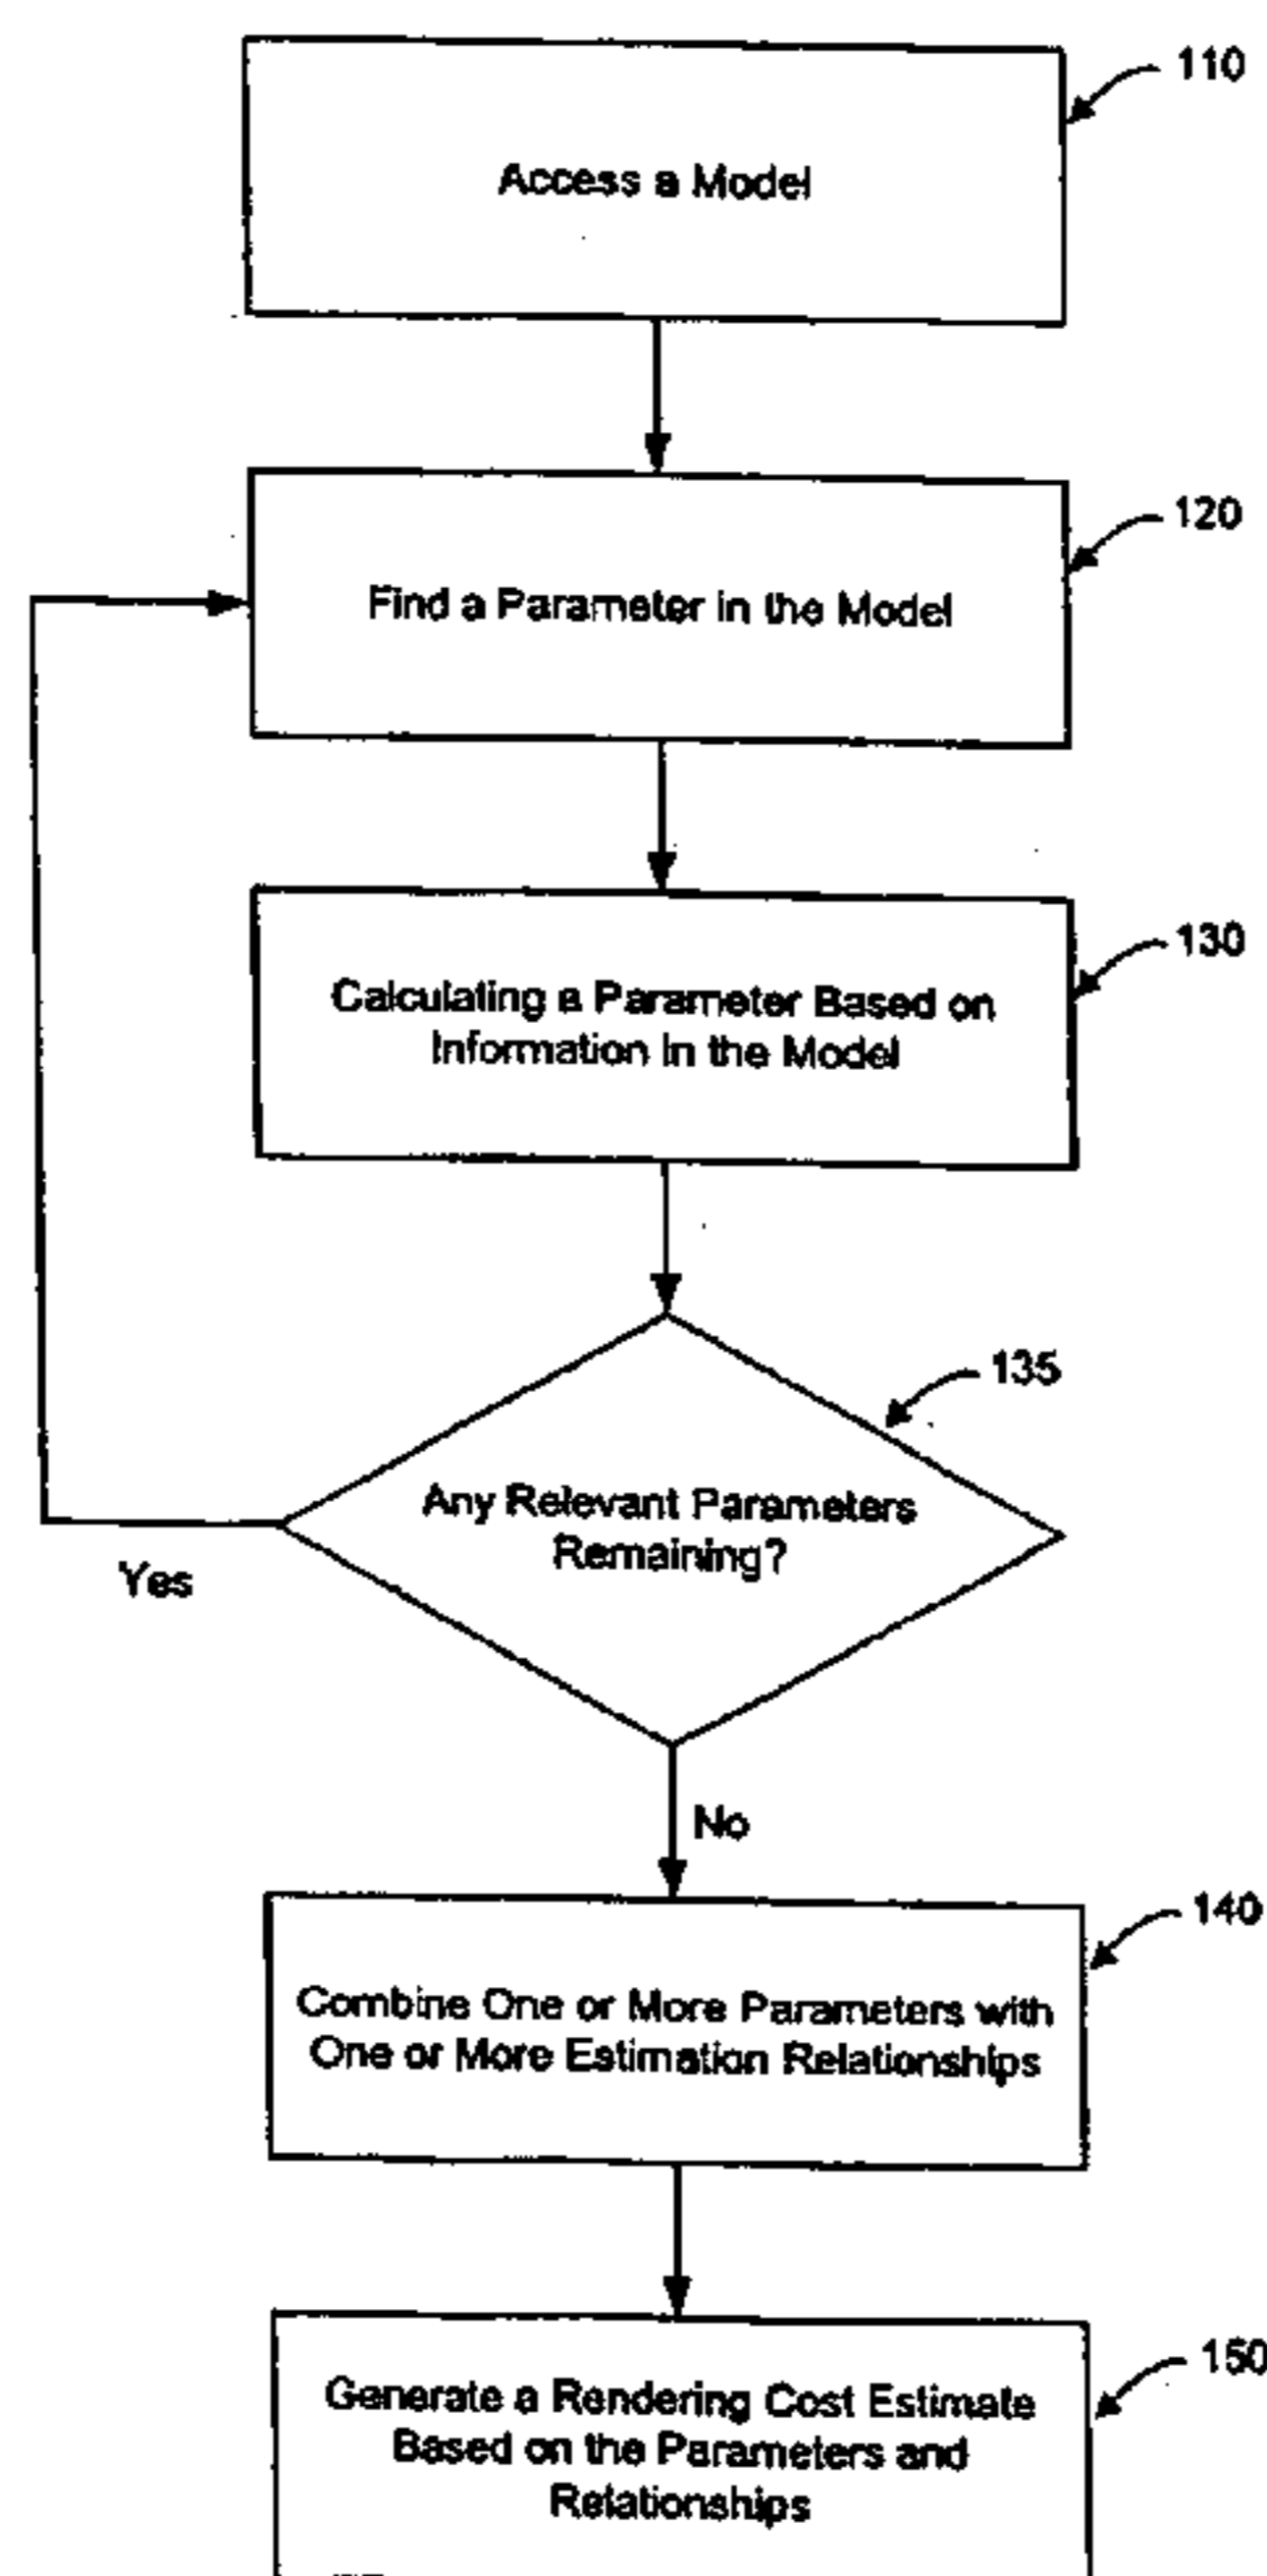 110
Access a Model
120
Find a Parameter in the Model
130
Calculating a Parameter Based on
Information in the Model
135
Any Relevant Parameters
Remaining?
Yes
No
140
Combine One or More Parameters with
One or More Estimation Relationships
150
Generate a Rendering Cost Estimate
Based on the Parameters and
Relationships